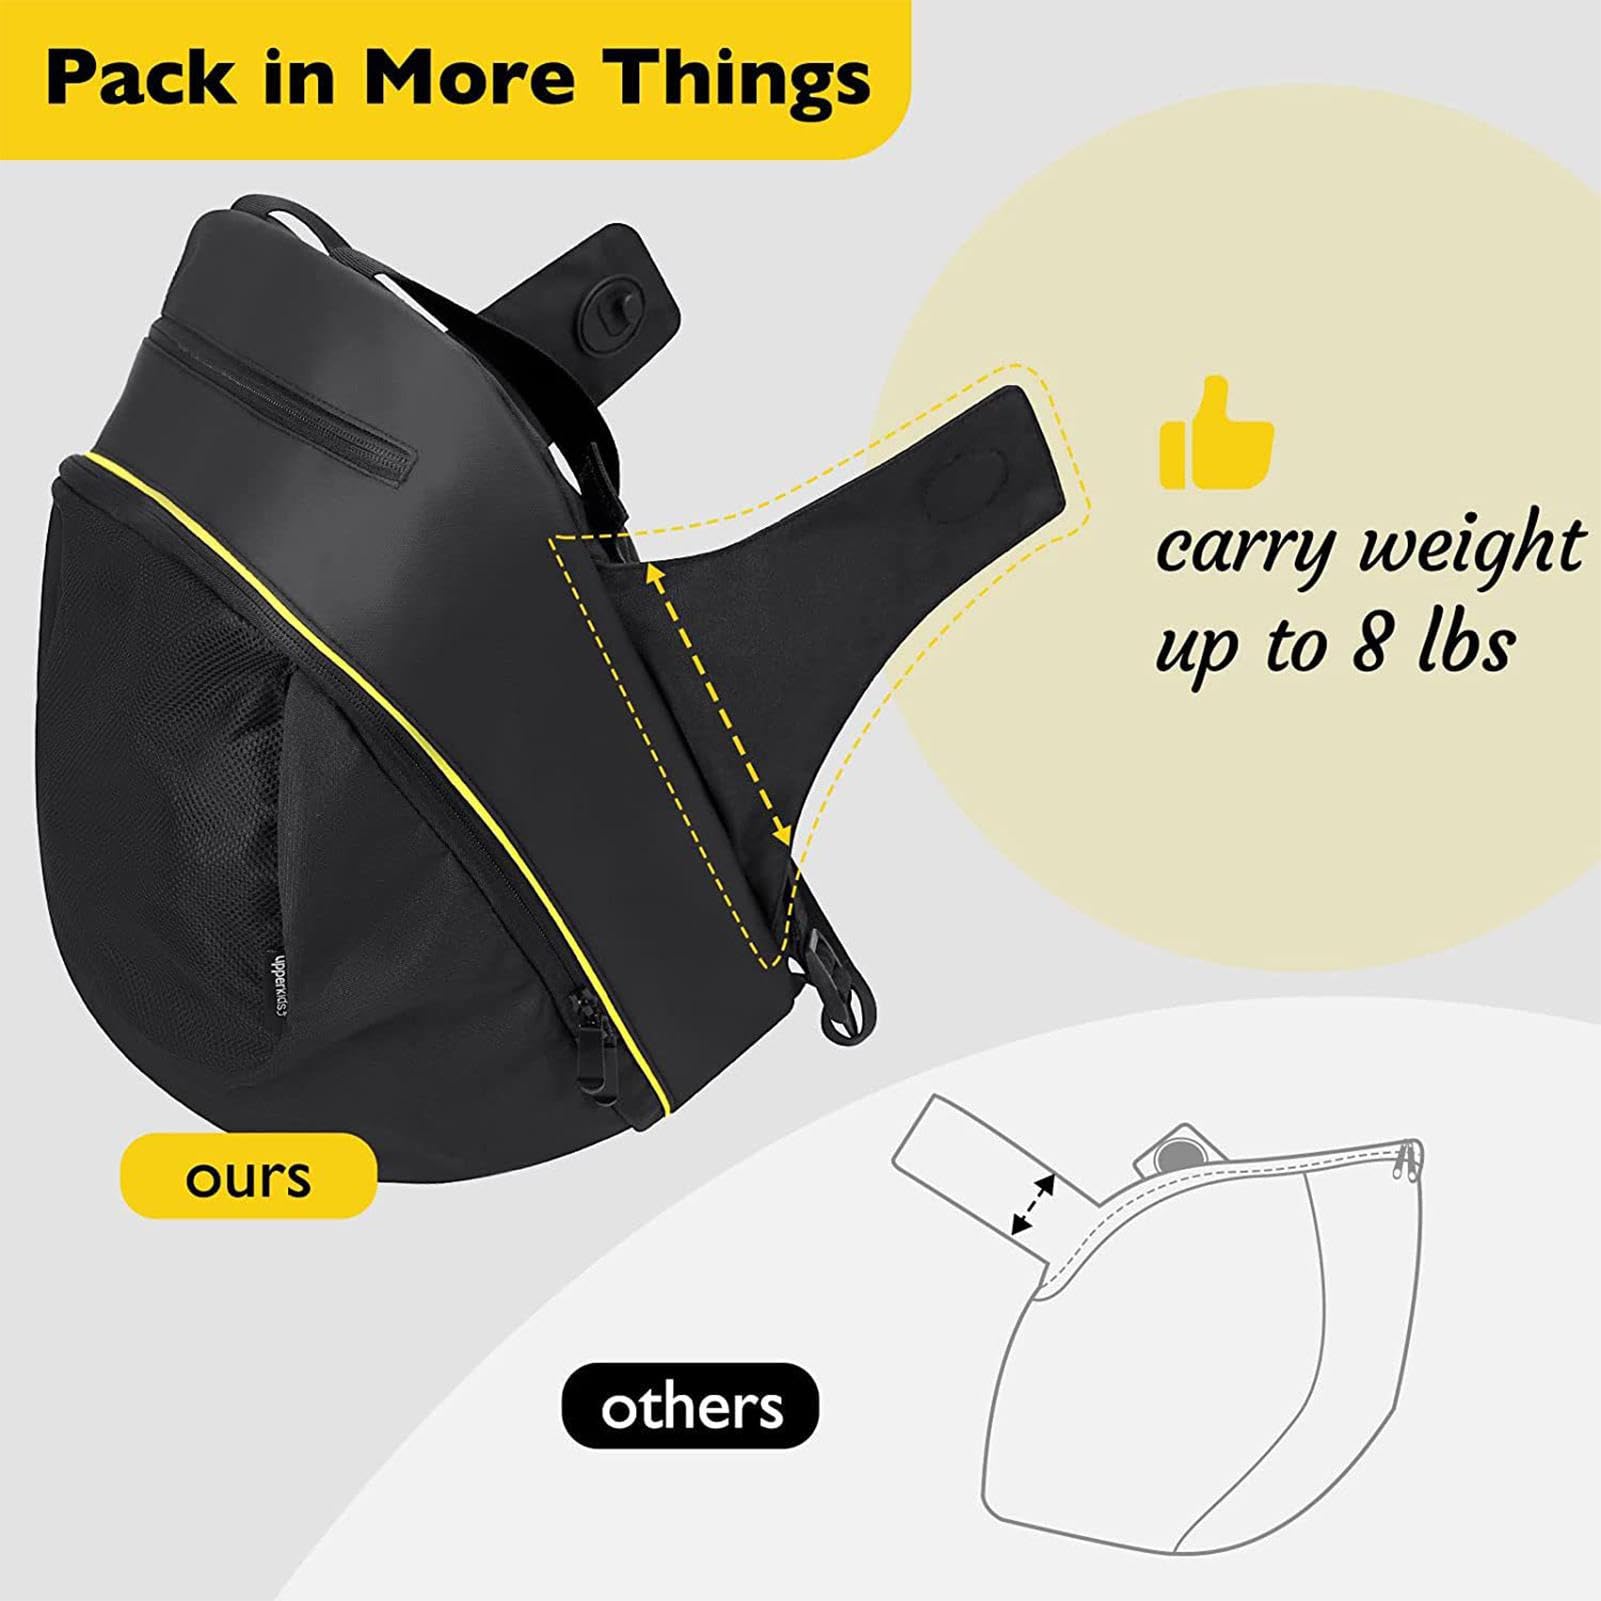 Pack in More Things
carry weight
up to 8 lbs
upperkids
ours
others